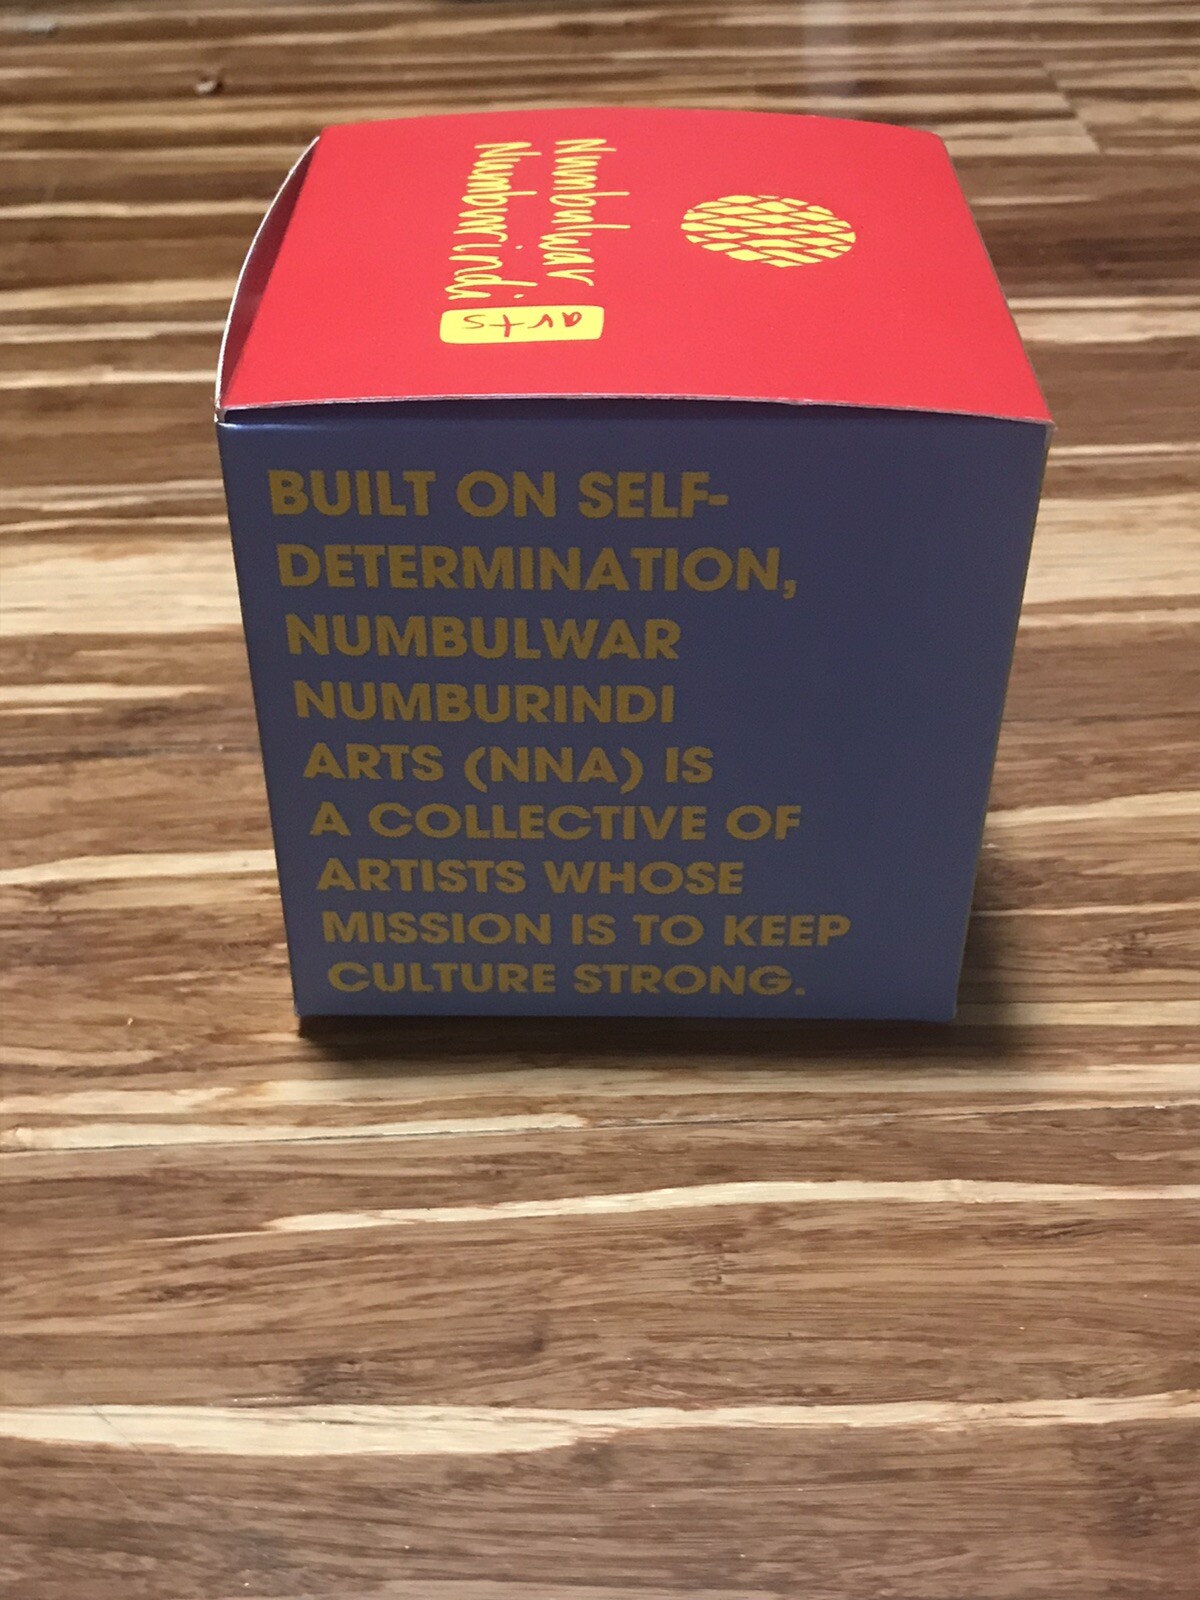 Numbulwar
Numburindi
arts
BUILT ON SELF-
DETERMINATION,
NUMBULWAR
NUMBURINDI
ARTS (NNA) IS
A COLLECTIVE OF
ARTISTS WHOSE
MISSION IS TO KEEP
CULTURE STRONG.